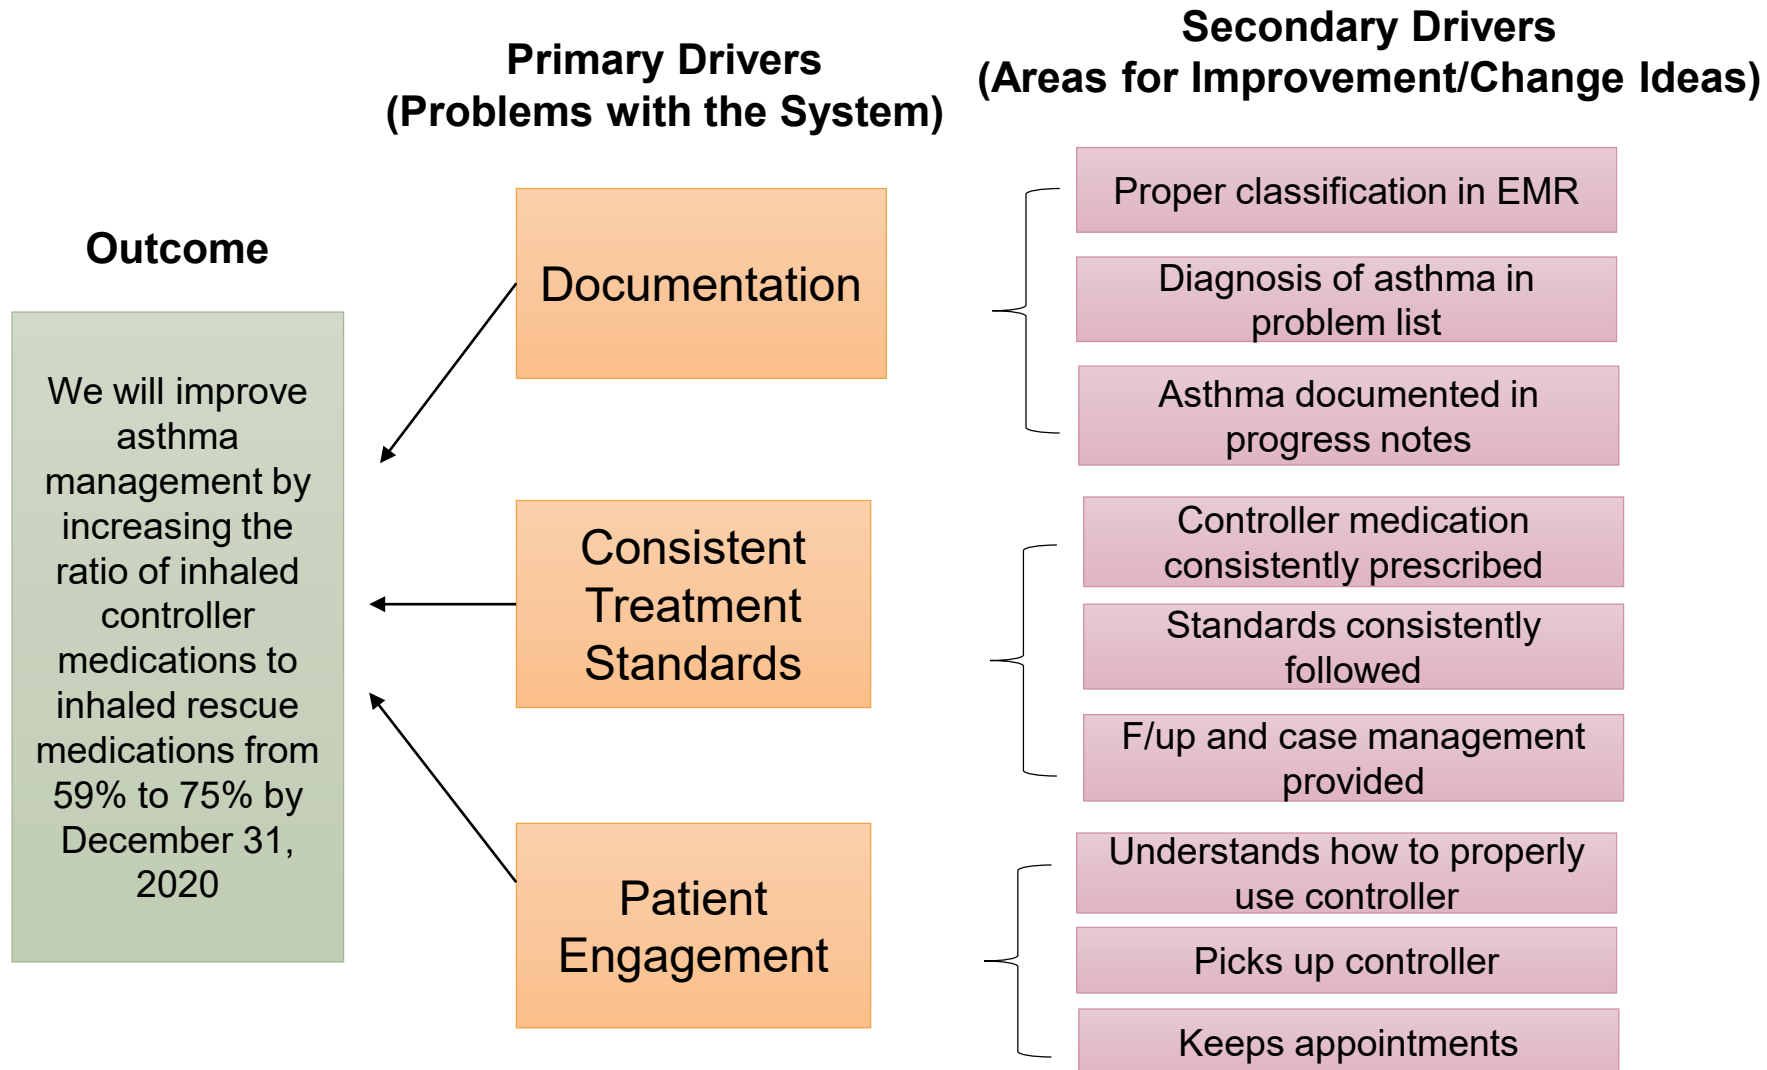 Outcome
We will improve
asthma
management by
increasing the
ratio of inhaled
controller
medications to
inhaled rescue
medications from
59% to 75% by
December 31,
2020
Primary Drivers
(Problems with the System)
Documentation
Consistent
Treatment
Standards
Patient
Engagement
Secondary Drivers
(Areas for Improvement/Change Ideas)
Proper classification in EMR
Diagnosis of asthma in
problem list
Asthma documented in
progress notes
Controller medication
consistently prescribed
Standards consistently
followed
F/up and case management
provided
Understands how to properly
use controller
Picks up controller
Keeps appointments